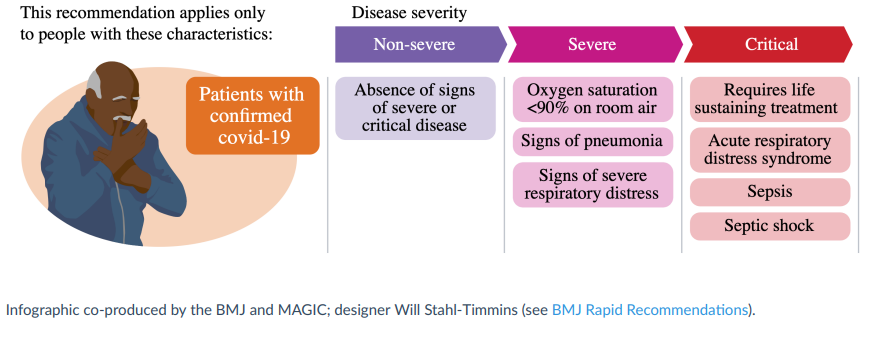 This recommendation applies only
to people with these characteristics:
Patients with
confirmed
covid-19
Disease severity
Non-severe
Severe
Critical
Absence of signs
of severe or
critical disease
Oxygen saturation
<90% on room air
Signs of pneumonia
Signs of severe
respiratory distress
Requires life
sustaining treatment
Acute respiratory
distress syndrome
Sepsis
Septic shock
Infographic co-produced by the BMJ and MAGIC; designer Will Stahl-Timmins (see BMJ Rapid Recommendations).